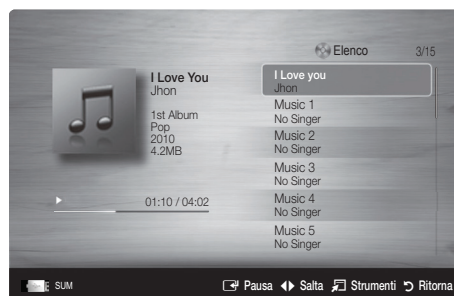 Elenco 3/15
I Love You
Jhon
1st Album
Pop
2010
4.2MB
01:10 / 04:02
I Love you
Jhon
Music 1
No Singer
Music 2
No Singer
Music 3
No Singer
Music 4
No Singer
Music 5
No Singer
SUM Pausa Salta Strumenti Ritorna